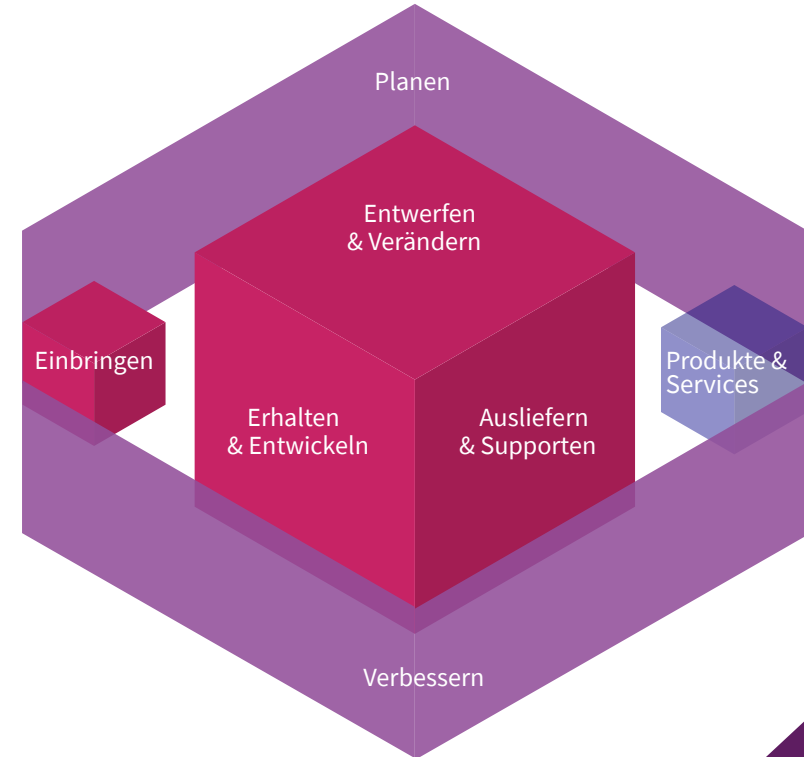 Planen
Entwerfen
& Verändern
Einbringen
Produkte &
Services
Erhalten
& Entwickeln
Ausliefern
& Supporten
Verbessern